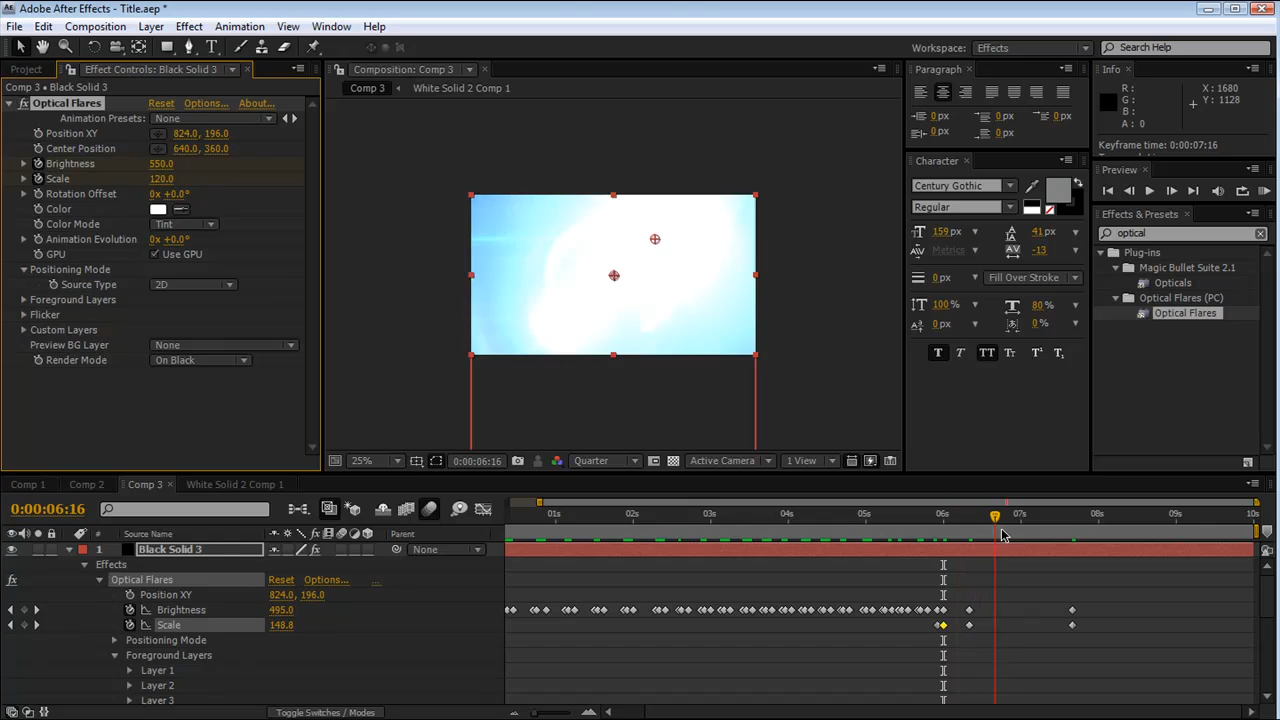 Adobe After Effects - Title.aep *
File Edit Composition Layer Effect Animation View Window Help
Workspace: Effects Search Help
Project Effect Controls: Black Solid 3
Comp 3 • Black Solid 3
fx Optical Flares Reset Options... About...
Animation Presets: None
Position XY 824.0, 196.0
Center Position 640.0, 360.0
Brightness 550.0
Scale 120.0
Rotation Offset 0x +0.0°
Color
Color Mode Tint
Animation Evolution 0x +0.0°
GPU Use GPU
Positioning Mode
Source Type 2D
Foreground Layers
Flicker
Custom Layers
Preview BG Layer None
Render Mode On Black
Composition: Comp 3
Comp 3 White Solid 2 Comp 1
25% 0:00:06:16 Quarter Active Camera 1 View
Paragraph
0 px 0 px 0 px
0 px 0 px
Character
Century Gothic
Regular
159 px 41 px
Metrics -13
0 px Fill Over Stroke
100 % 80 %
0 px 0 %
T T TT Tr T¹ T₁
Info
R: X: 1680
G: Y: 1128
B:
A: 0
Keyframe time: 0:00:07:16
Preview
Effects & Presets
optical
Plug-ins
Magic Bullet Suite 2.1
Opticals
Optical Flares (PC)
Optical Flares
Comp 1 Comp 2 Comp 3 White Solid 2 Comp 1
0:00:06:16
01s 02s 03s 04s 05s 06s 07s 08s 09s 10s
# Source Name Parent
1 Black Solid 3 None
Effects
fx Optical Flares Reset Options... ...
Position XY 824.0, 196.0
Brightness 495.0
Scale 148.8
Positioning Mode
Foreground Layers
Layer 1
Layer 2
Layer 3
Toggle Switches / Modes